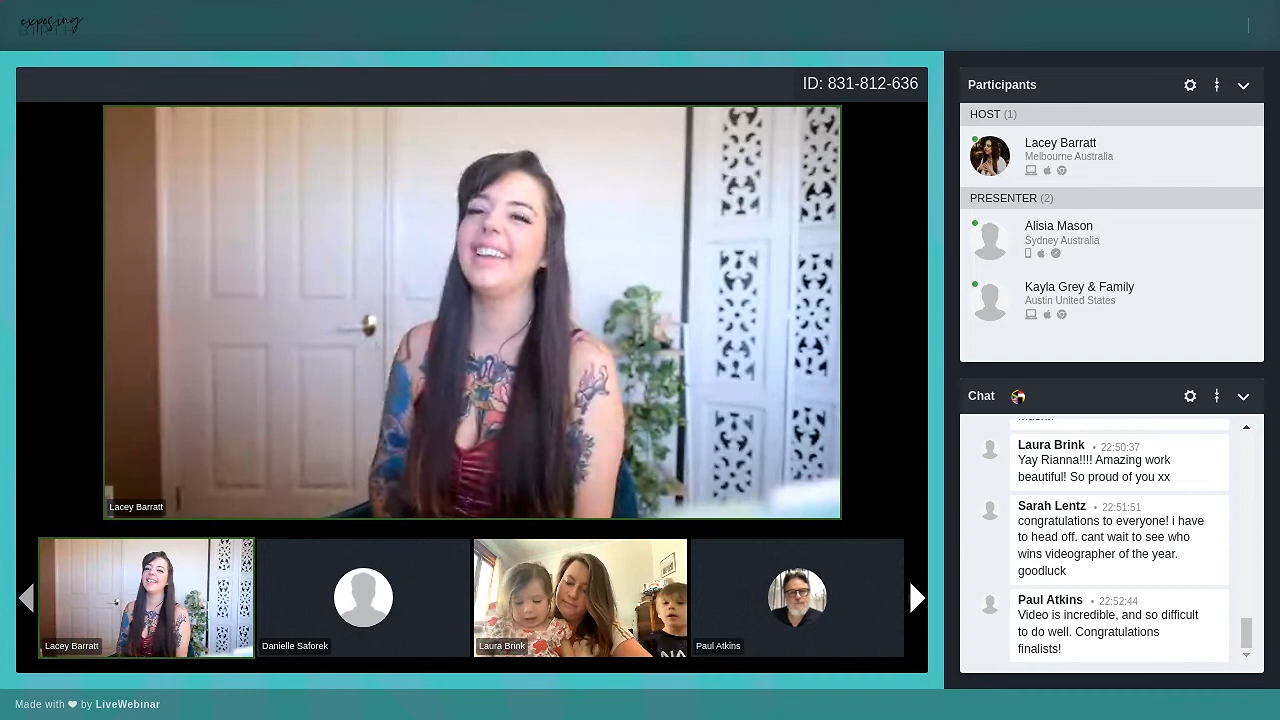 exposing
BIRTH
ID: 831-812-636
Lacey Barratt
Lacey Barratt
Danielle Saforek
Laura Brink
Paul Atkins
Participants
HOST (1)
Lacey Barratt
Melbourne Australia
PRESENTER (2)
Alisia Mason
Sydney Australia
Kayla Grey & Family
Austin United States
Chat
Laura Brink • 22:50:37
Yay Rianna!!!! Amazing work
beautiful! So proud of you xx
Sarah Lentz • 22:51:51
congratulations to everyone! i have
to head off. cant wait to see who
wins videographer of the year.
goodluck
Paul Atkins • 22:52:44
Video is incredible, and so difficult
to do well. Congratulations
finalists!
Made with ❤ by LiveWebinar